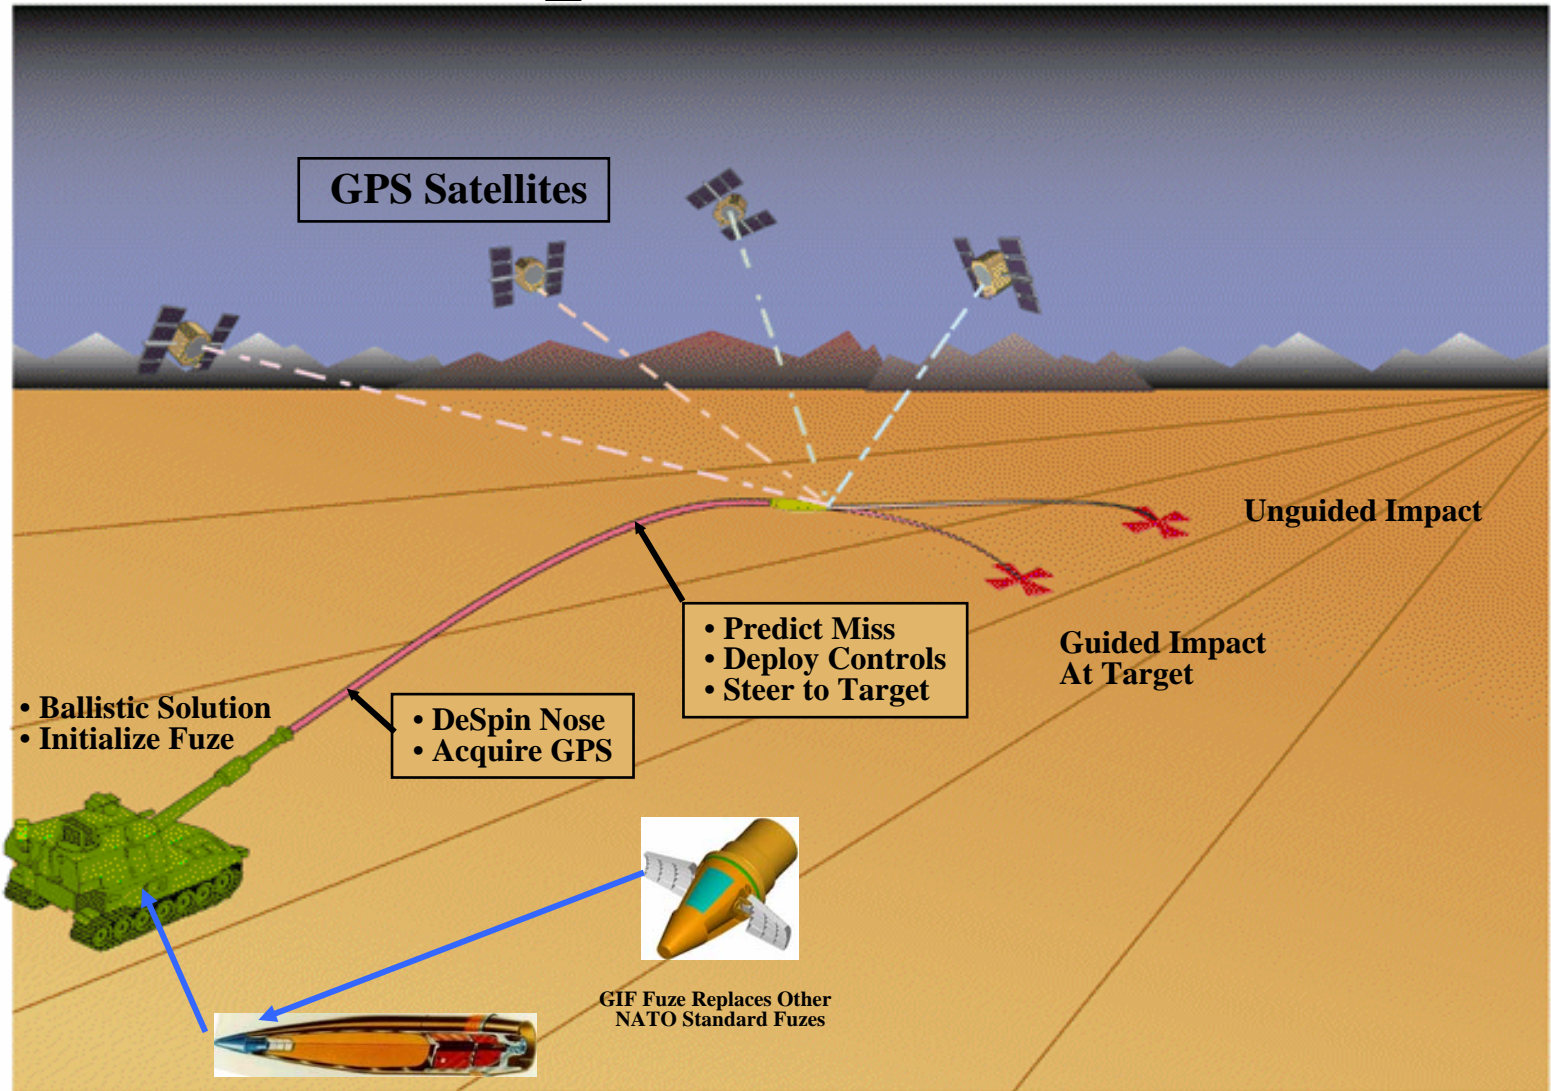 GPS Satellites
Unguided Impact
• Predict Miss
• Deploy Controls
• Steer to Target
Guided Impact
At Target
• Ballistic Solution
• Initialize Fuze
• DeSpin Nose
• Acquire GPS
GIF Fuze Replaces Other
NATO Standard Fuzes